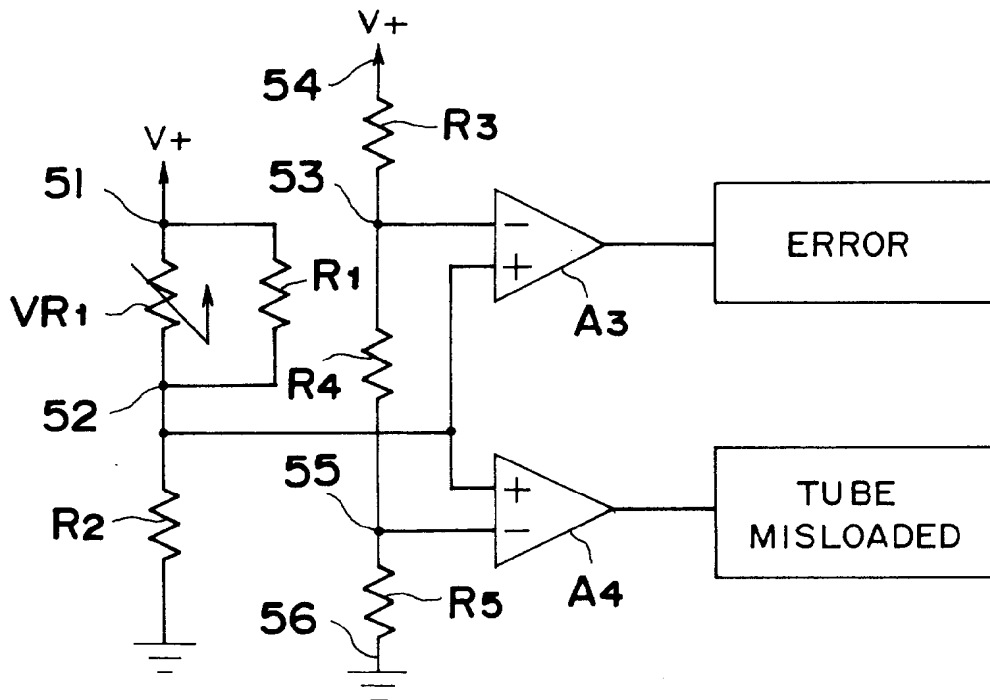 V+
54
R3
V+
51
53
−
ERROR
R1
+
VR1
A3
R4
52
55
+
TUBE
MISLOADED
R2
−
R5
A4
56